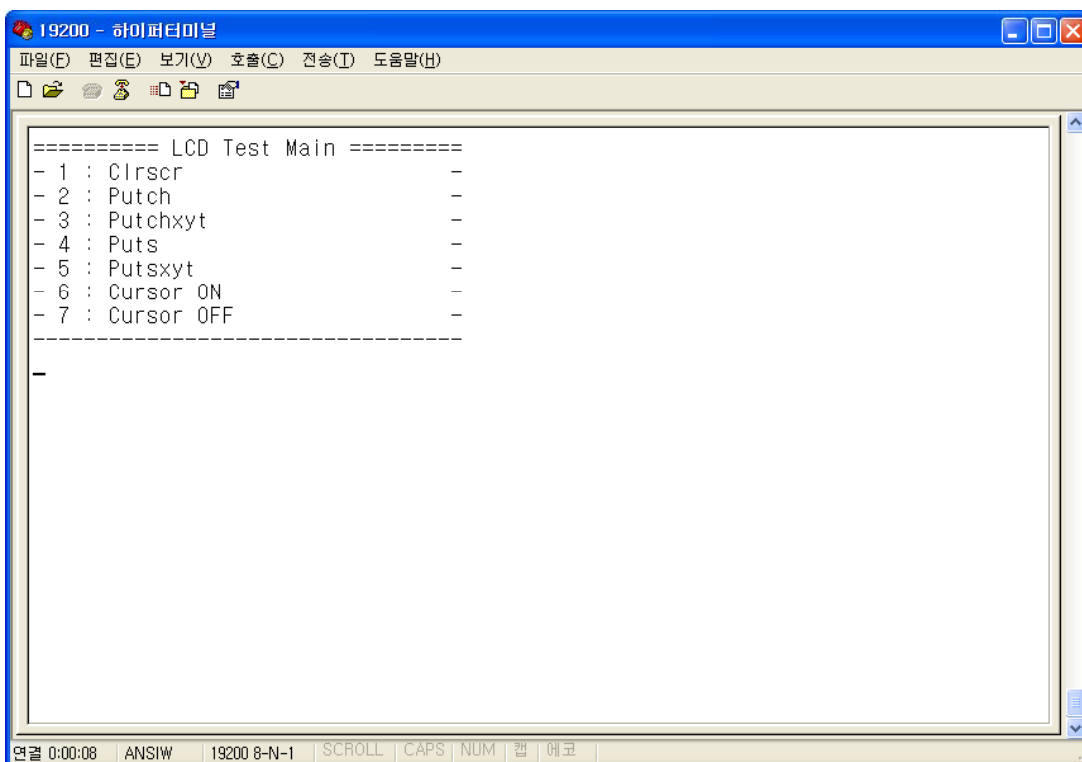 19200 - 하이퍼터미널
파일(F) 편집(E) 보기(V) 호출(C) 전송(T) 도움말(H)
========== LCD Test Main =========
- 1 : Clrscr -
- 2 : Putch -
- 3 : Putchxyt -
- 4 : Puts -
- 5 : Putsxyt -
- 6 : Cursor ON -
- 7 : Cursor OFF -
----------------------------------
_
연결 0:00:08 ANSIW 19200 8-N-1 SCROLL CAPS NUM 캡 에코